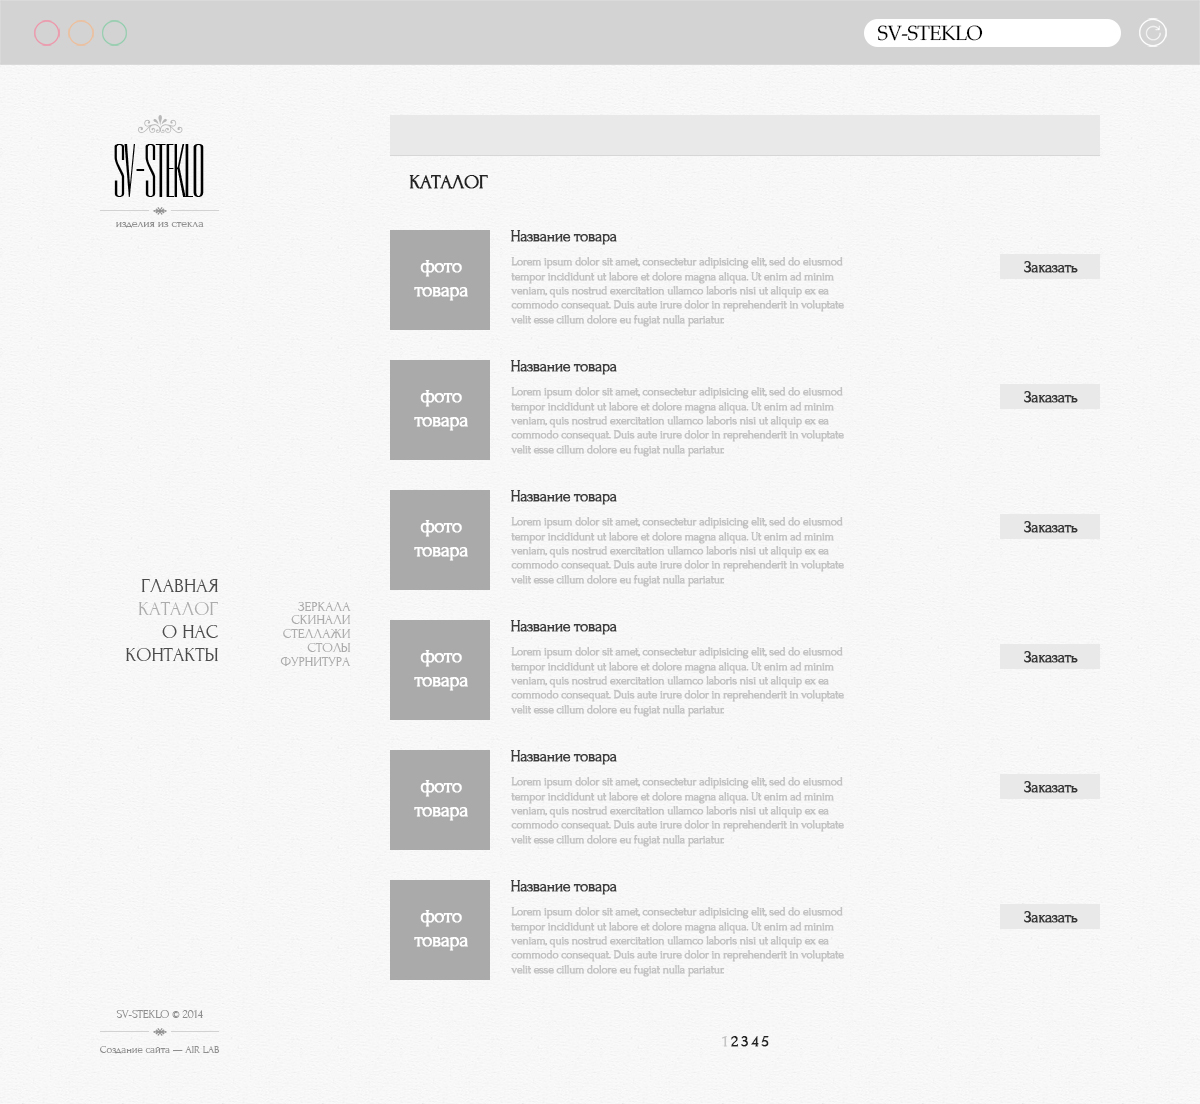 SV-STEKLO
SV-STEKLO
изделия из стекла
КАТАЛОГ
фото
товара
Название товара
Lorem ipsum dolor sit amet, consectetur adipisicing elit, sed do eiusmod
tempor incididunt ut labore et dolore magna aliqua. Ut enim ad minim
veniam, quis nostrud exercitation ullamco laboris nisi ut aliquip ex ea
commodo consequat. Duis aute irure dolor in reprehenderit in voluptate
velit esse cillum dolore eu fugiat nulla pariatur.
Заказать
фото
товара
Название товара
Lorem ipsum dolor sit amet, consectetur adipisicing elit, sed do eiusmod
tempor incididunt ut labore et dolore magna aliqua. Ut enim ad minim
veniam, quis nostrud exercitation ullamco laboris nisi ut aliquip ex ea
commodo consequat. Duis aute irure dolor in reprehenderit in voluptate
velit esse cillum dolore eu fugiat nulla pariatur.
Заказать
фото
товара
Название товара
Lorem ipsum dolor sit amet, consectetur adipisicing elit, sed do eiusmod
tempor incididunt ut labore et dolore magna aliqua. Ut enim ad minim
veniam, quis nostrud exercitation ullamco laboris nisi ut aliquip ex ea
commodo consequat. Duis aute irure dolor in reprehenderit in voluptate
velit esse cillum dolore eu fugiat nulla pariatur.
Заказать
ГЛАВНАЯ
КАТАЛОГ
О НАС
КОНТАКТЫ
ЗЕРКАЛА
СКИНАЛИ
СТЕЛЛАЖИ
СТОЛЫ
ФУРНИТУРА
фото
товара
Название товара
Lorem ipsum dolor sit amet, consectetur adipisicing elit, sed do eiusmod
tempor incididunt ut labore et dolore magna aliqua. Ut enim ad minim
veniam, quis nostrud exercitation ullamco laboris nisi ut aliquip ex ea
commodo consequat. Duis aute irure dolor in reprehenderit in voluptate
velit esse cillum dolore eu fugiat nulla pariatur.
Заказать
фото
товара
Название товара
Lorem ipsum dolor sit amet, consectetur adipisicing elit, sed do eiusmod
tempor incididunt ut labore et dolore magna aliqua. Ut enim ad minim
veniam, quis nostrud exercitation ullamco laboris nisi ut aliquip ex ea
commodo consequat. Duis aute irure dolor in reprehenderit in voluptate
velit esse cillum dolore eu fugiat nulla pariatur.
Заказать
фото
товара
Название товара
Lorem ipsum dolor sit amet, consectetur adipisicing elit, sed do eiusmod
tempor incididunt ut labore et dolore magna aliqua. Ut enim ad minim
veniam, quis nostrud exercitation ullamco laboris nisi ut aliquip ex ea
commodo consequat. Duis aute irure dolor in reprehenderit in voluptate
velit esse cillum dolore eu fugiat nulla pariatur.
Заказать
SV-STEKLO © 2014
Создание сайта — AIR LAB
1 2 3 4 5